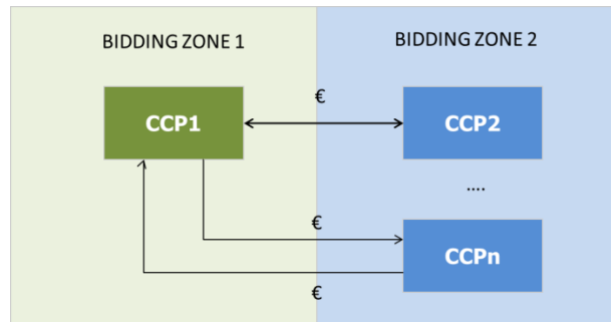 BIDDING ZONE 1
BIDDING ZONE 2
€
CCP1
CCP2
....
€
CCPn
€